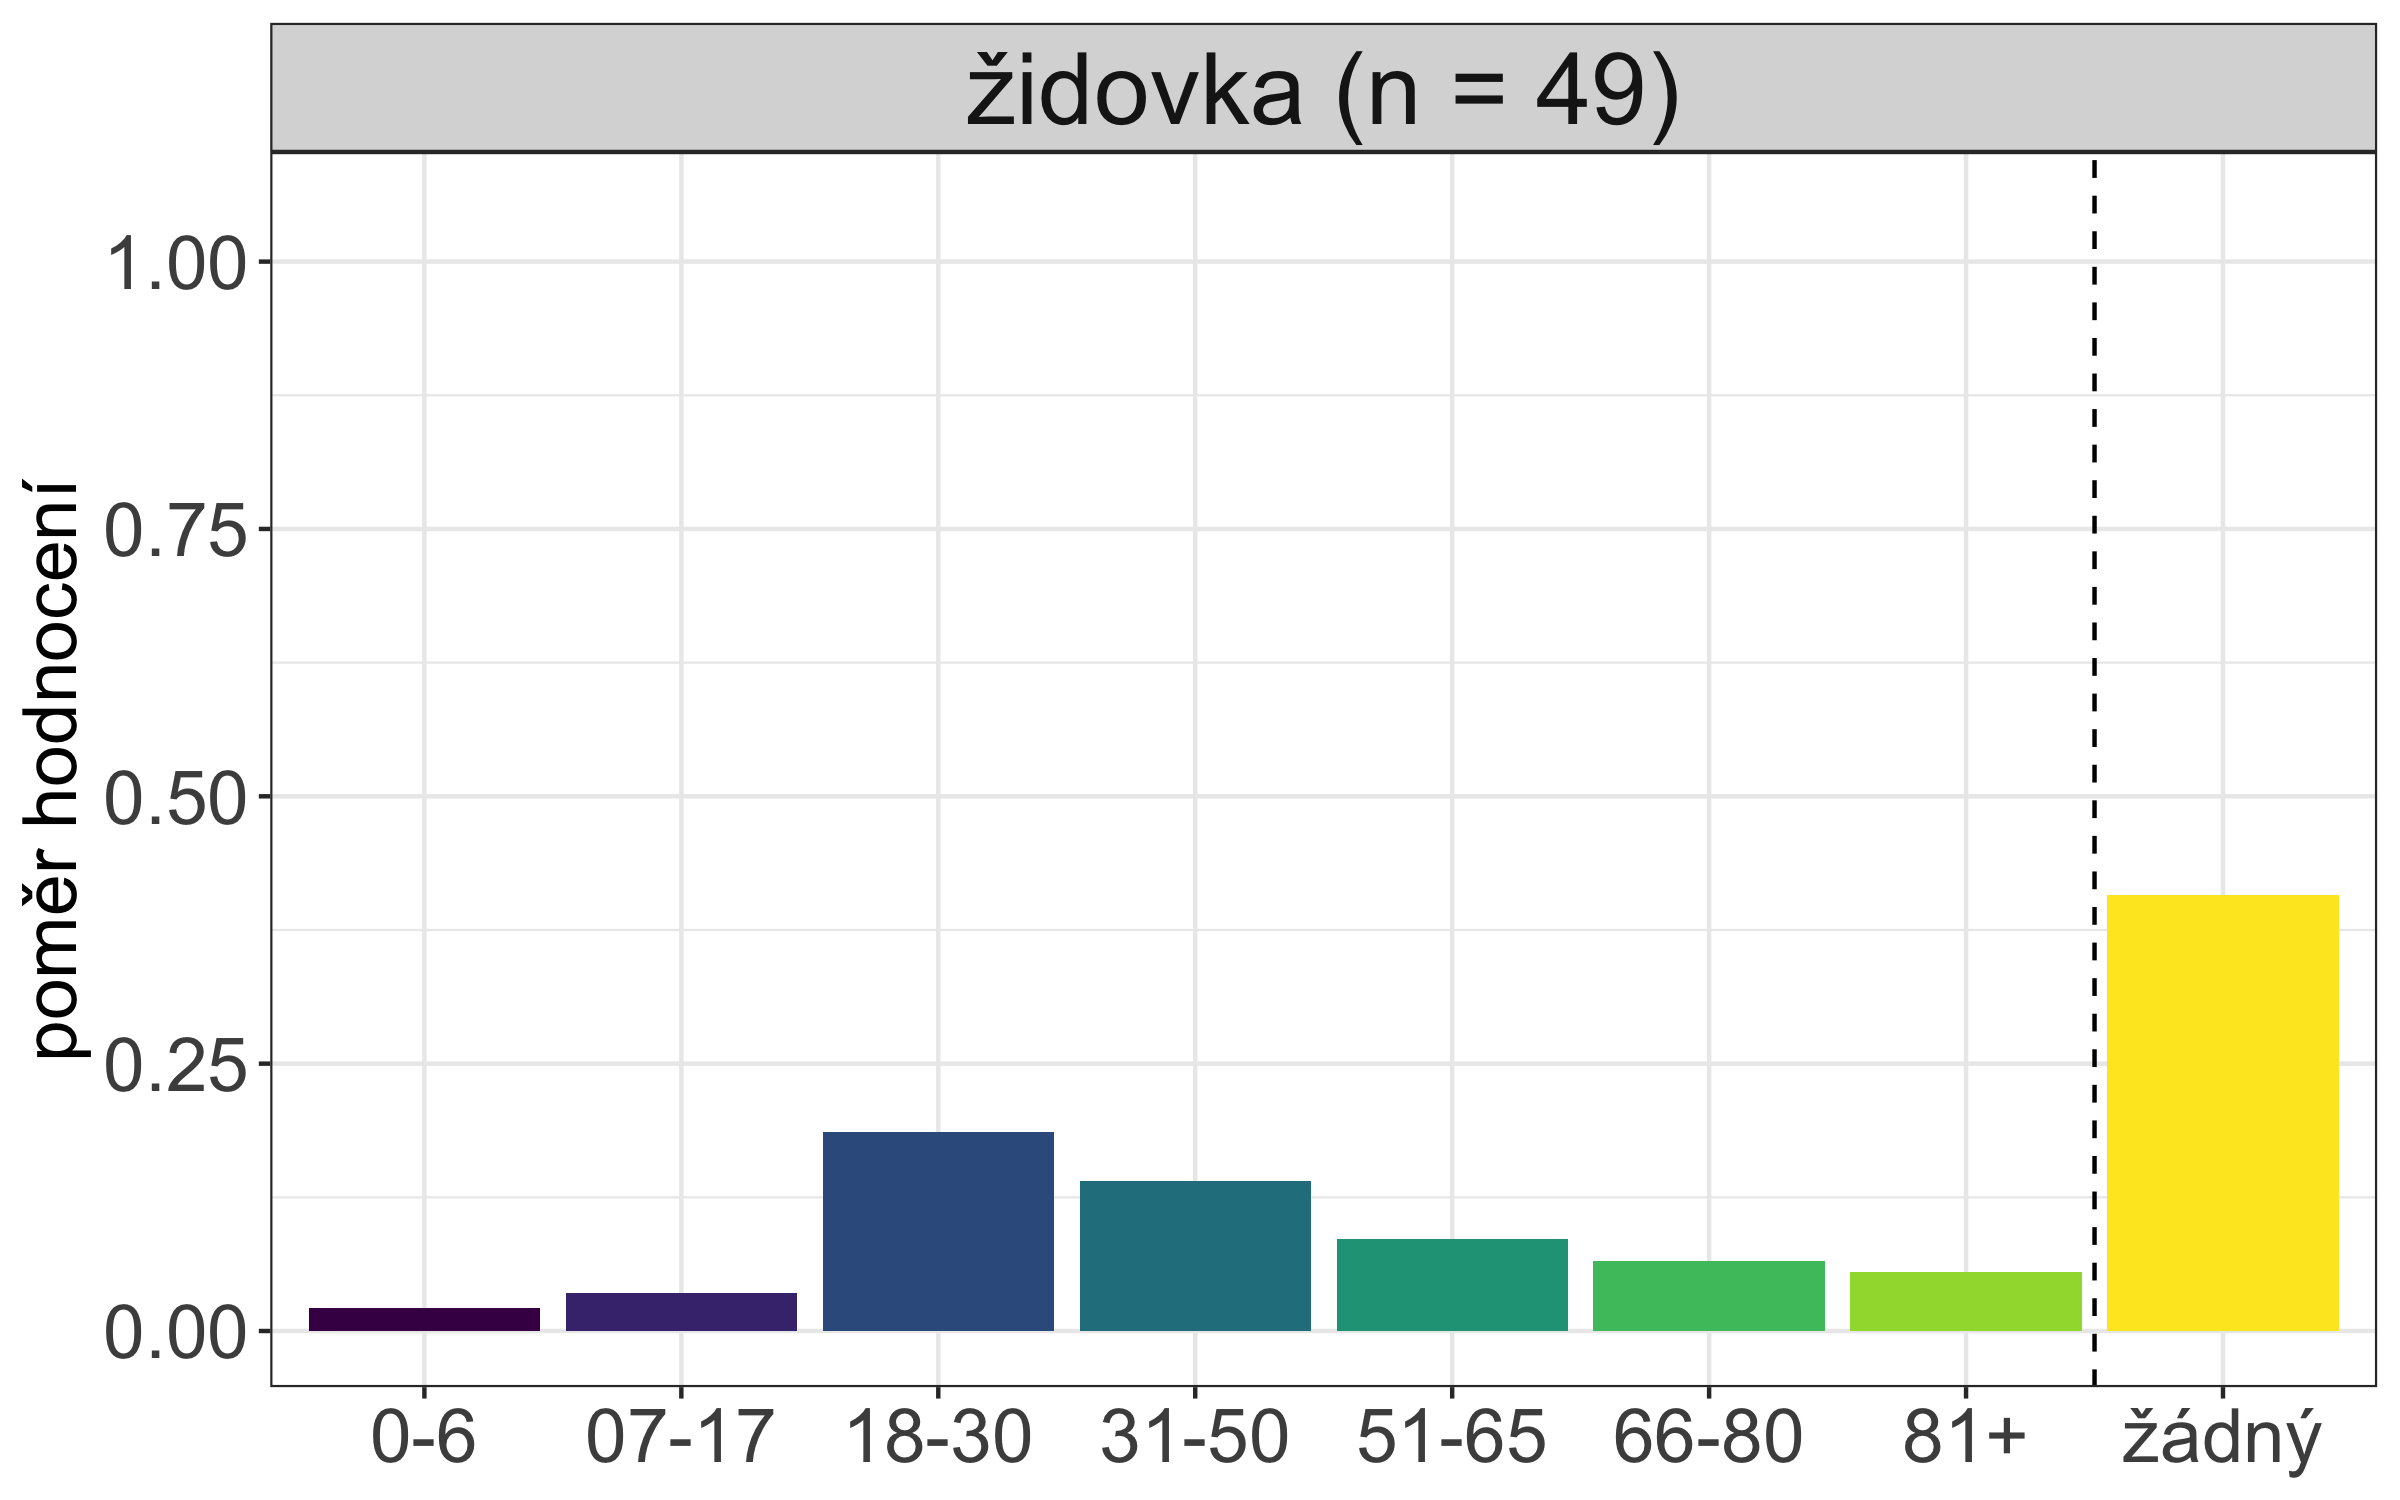 židovka (n = 49)
poměr hodnocení
1.00
0.75
0.50
0.25
0.00
0-6 07-17 18-30 31-50 51-65 66-80 81+ žádný